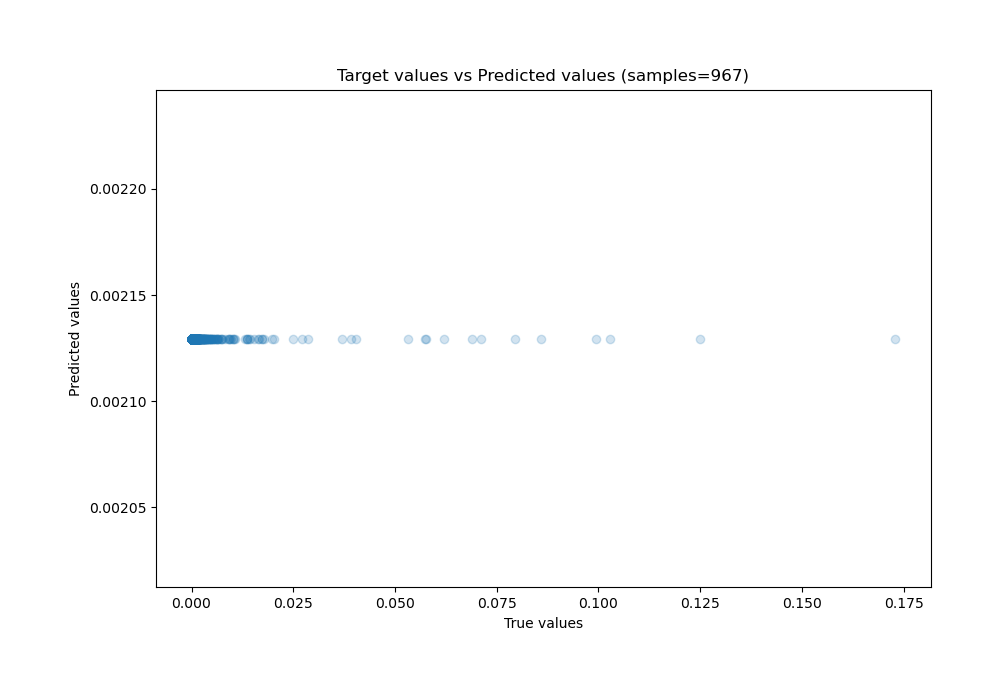 Target values vs Predicted values (samples=967)
0.00220
0.00215
0.00210
0.00205
Predicted values
0.000 0.025 0.050 0.075 0.100 0.125 0.150 0.175
True values